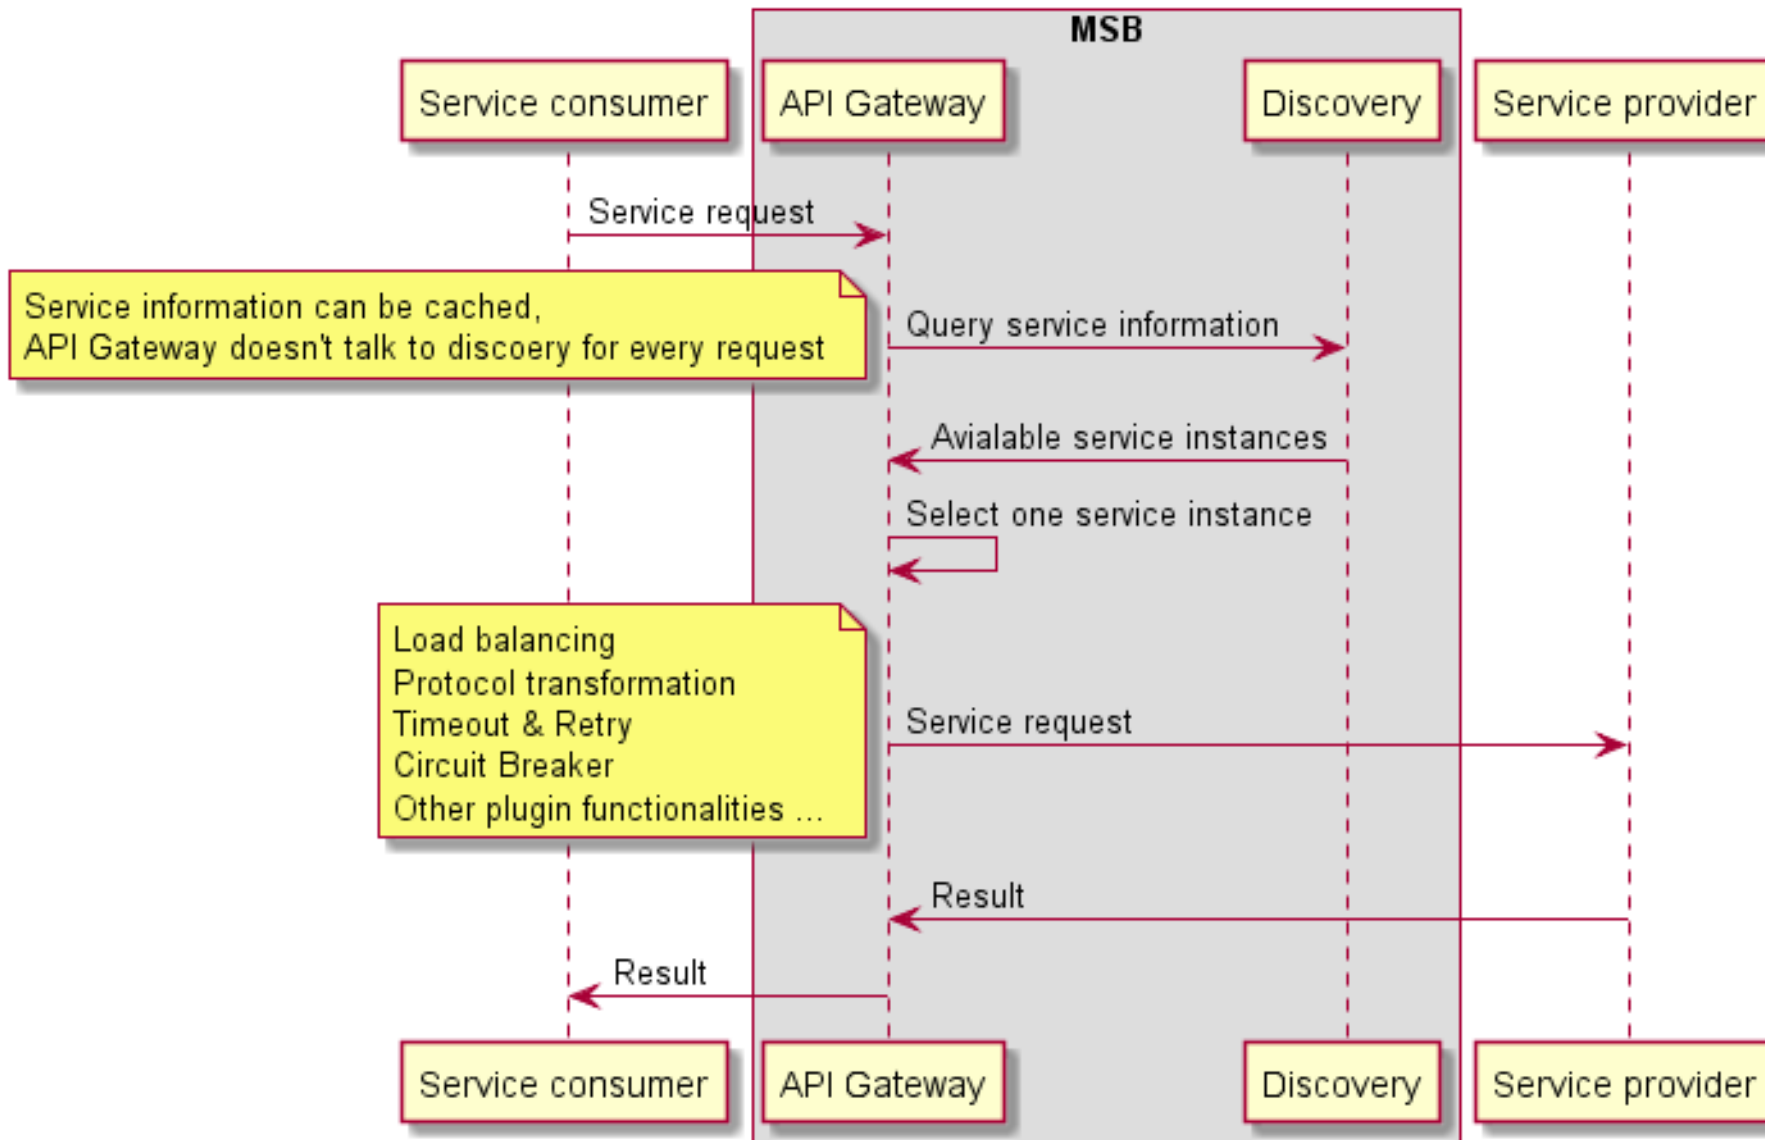 MSB
Service consumer
API Gateway
Discovery
Service provider
Service request
Service information can be cached,
API Gateway doesn't talk to discoery for every request
Query service information
Avialable service instances
Select one service instance
Load balancing
Protocol transformation
Timeout & Retry
Circuit Breaker
Other plugin functionalities ...
Service request
Result
Result
Service consumer
API Gateway
Discovery
Service provider